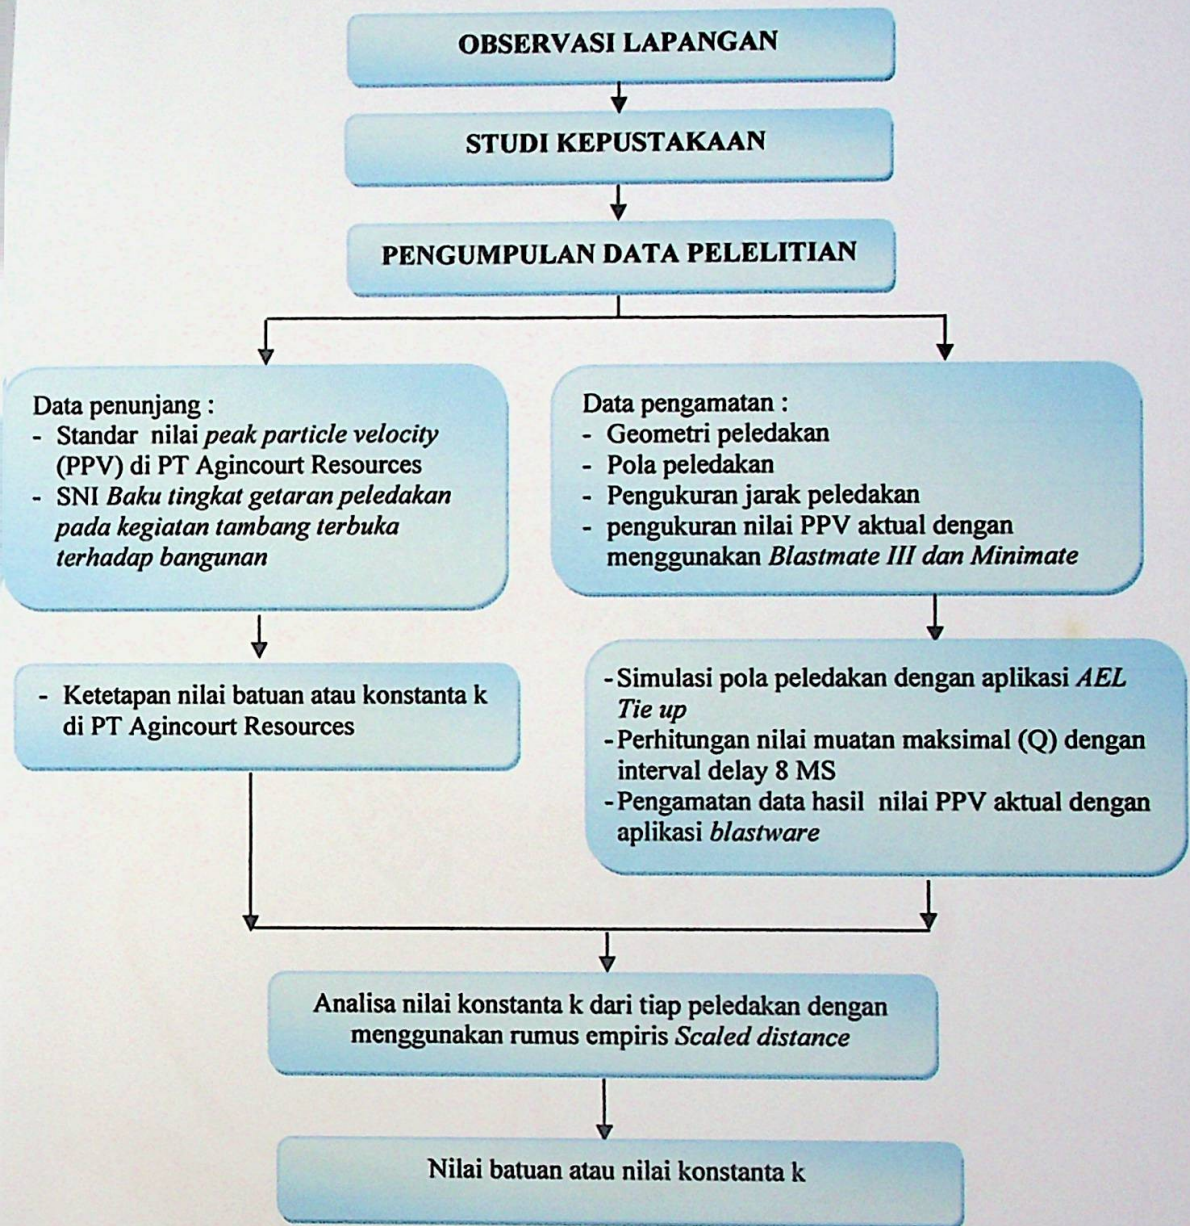 OBSERVASI LAPANGAN
STUDI KEPUSTAKAAN
PENGUMPULAN DATA PELELITIAN
Data penunjang :
- Standar nilai peak particle velocity
(PPV) di PT Agincourt Resources
- SNI Baku tingkat getaran peledakan
pada kegiatan tambang terbuka
terhadap bangunan
Data pengamatan :
- Geometri peledakan
- Pola peledakan
- Pengukuran jarak peledakan
- pengukuran nilai PPV aktual dengan
menggunakan Blastmate III dan Minimate
- Ketetapan nilai batuan atau konstanta k
di PT Agincourt Resources
- Simulasi pola peledakan dengan aplikasi AEL
Tie up
- Perhitungan nilai muatan maksimal (Q) dengan
interval delay 8 MS
- Pengamatan data hasil nilai PPV aktual dengan
aplikasi blastware
Analisa nilai konstanta k dari tiap peledakan dengan
menggunakan rumus empiris Scaled distance
Nilai batuan atau nilai konstanta k